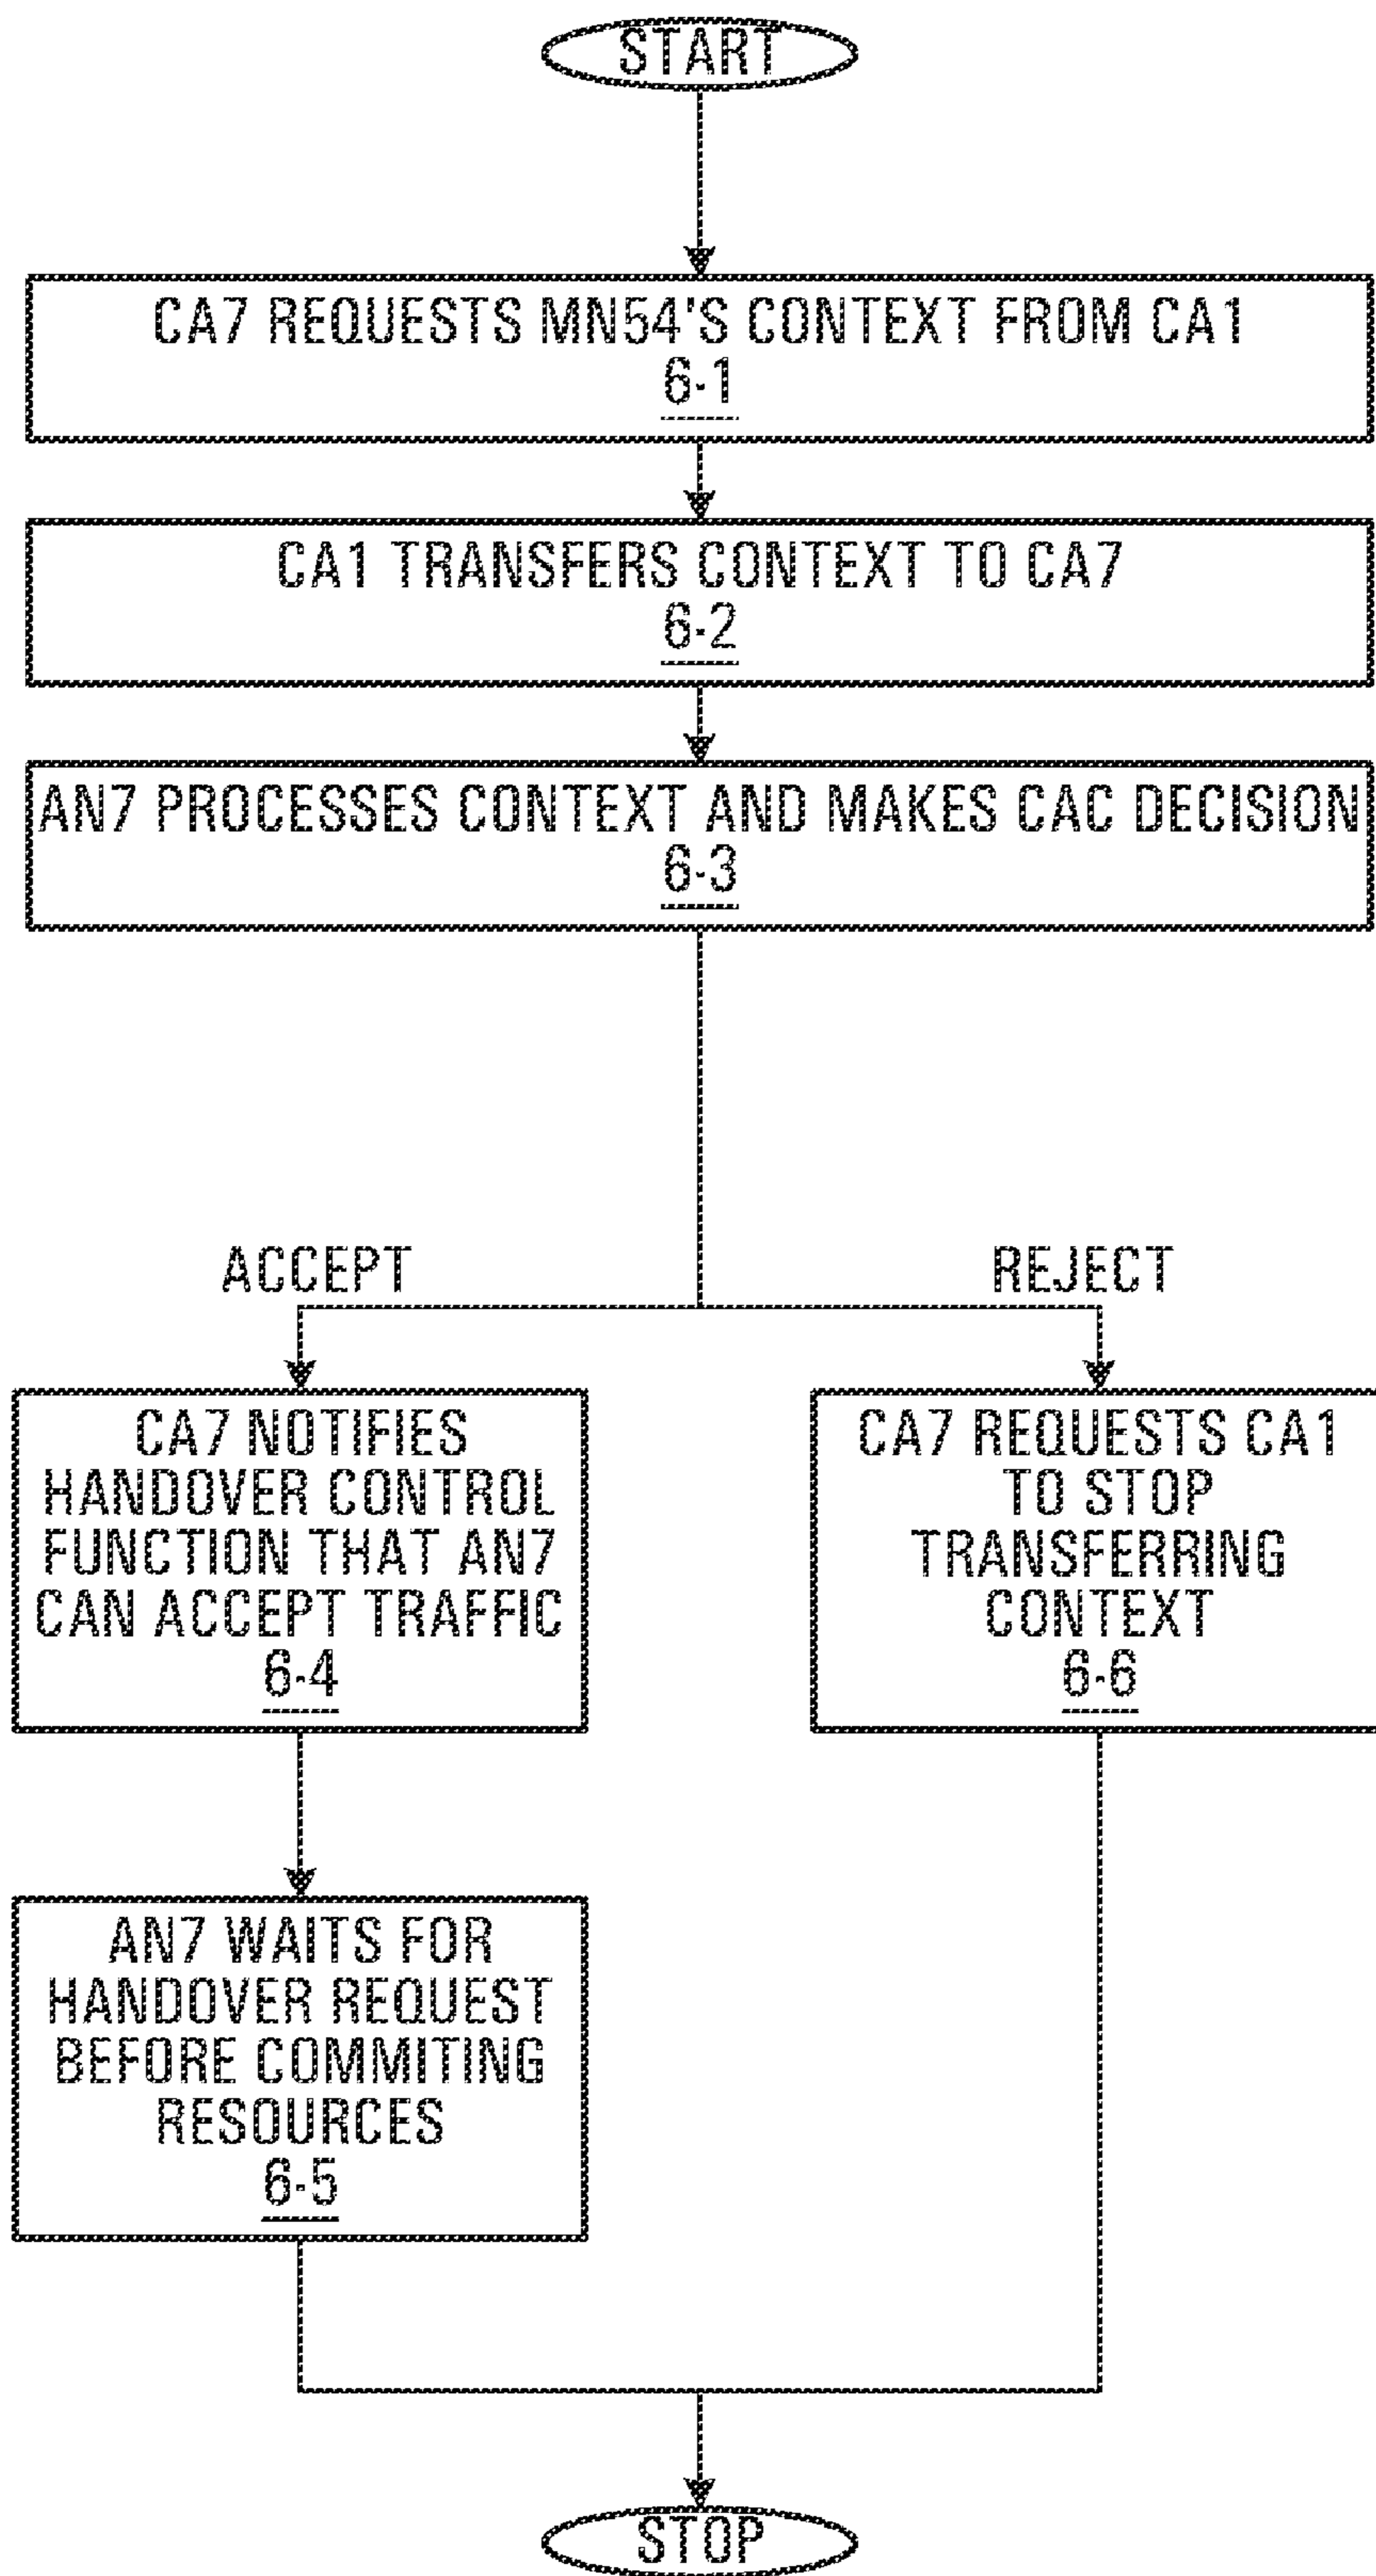 START
CA7 REQUESTS MN54'S CONTEXT FROM CA1
6-1
CA1 TRANSFERS CONTEXT TO CA7
6-2
AN7 PROCESSES CONTEXT AND MAKES CAC DECISION
6-3
ACCEPT
REJECT
CA7 NOTIFIES
HANDOVER CONTROL
FUNCTION THAT AN7
CAN ACCEPT TRAFFIC
6-4
CA7 REQUESTS CA1
TO STOP
TRANSFERRING
CONTEXT
6-6
AN7 WAITS FOR
HANDOVER REQUEST
BEFORE COMMITING
RESOURCES
6-5
STOP